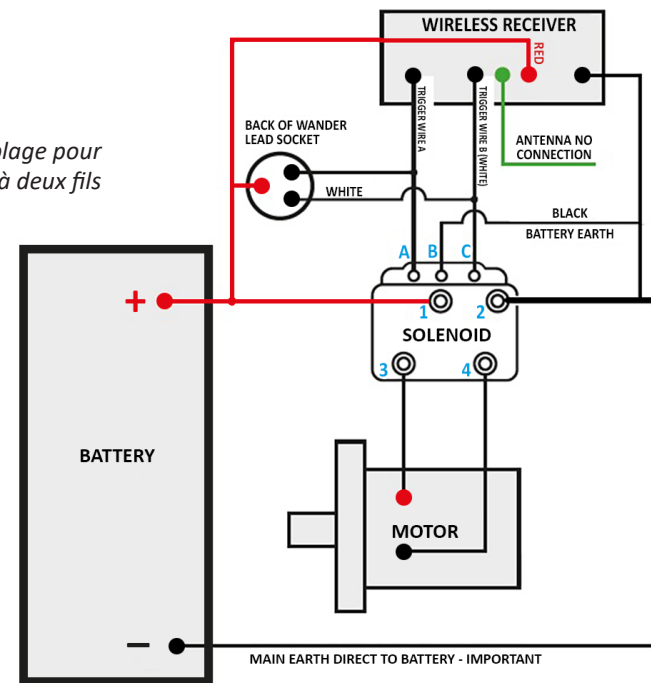 WIRELESS RECEIVER
RED
TRIGGER WIRE A
TRIGGER WIRE B (WHITE)
ANTENNA NO
CONNECTION
BACK OF WANDER
LEAD SOCKET
pour
à deux fils
WHITE
BLACK
BATTERY EARTH
A B C
+
1 2
SOLENOID
3 4
BATTERY
MOTOR
–
MAIN EARTH DIRECT TO BATTERY - IMPORTANT